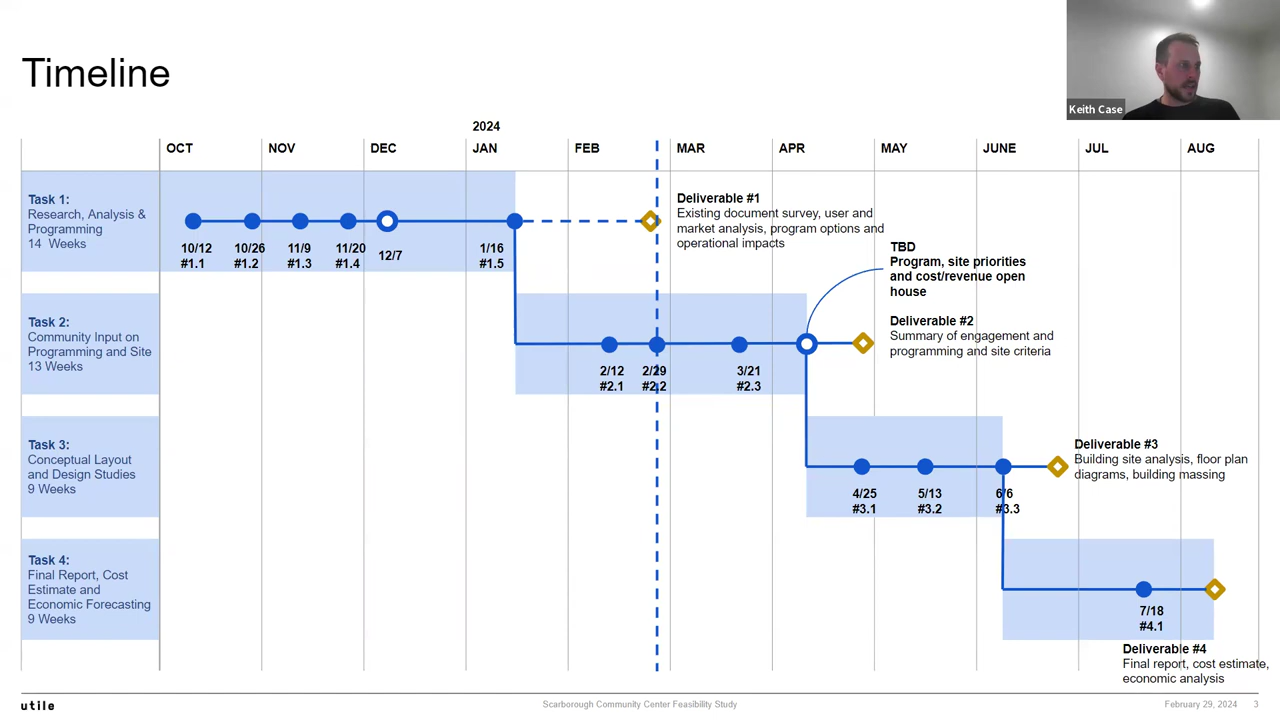 Timeline
Keith Case
2024
OCT NOV DEC JAN FEB MAR APR MAY JUNE JUL AUG
Task 1:
Research, Analysis &
Programming
14 Weeks
10/12
#1.1
10/26
#1.2
11/9
#1.3
11/20
#1.4
12/7
1/16
#1.5
Deliverable #1
Existing document survey, user and
market analysis, program options and
operational impacts
TBD
Program, site priorities
and cost/revenue open
house
Task 2:
Community Input on
Programming and Site
13 Weeks
2/12
#2.1
2/29
#2.2
3/21
#2.3
Deliverable #2
Summary of engagement and
programming and site criteria
Task 3:
Conceptual Layout
and Design Studies
9 Weeks
4/25
#3.1
5/13
#3.2
6/6
#3.3
Deliverable #3
Building site analysis, floor plan
diagrams, building massing
Task 4:
Final Report, Cost
Estimate and
Economic Forecasting
9 Weeks
7/18
#4.1
Deliverable #4
Final report, cost estimate,
economic analysis
utile
Scarborough Community Center Feasibility Study
February 29, 2024 3